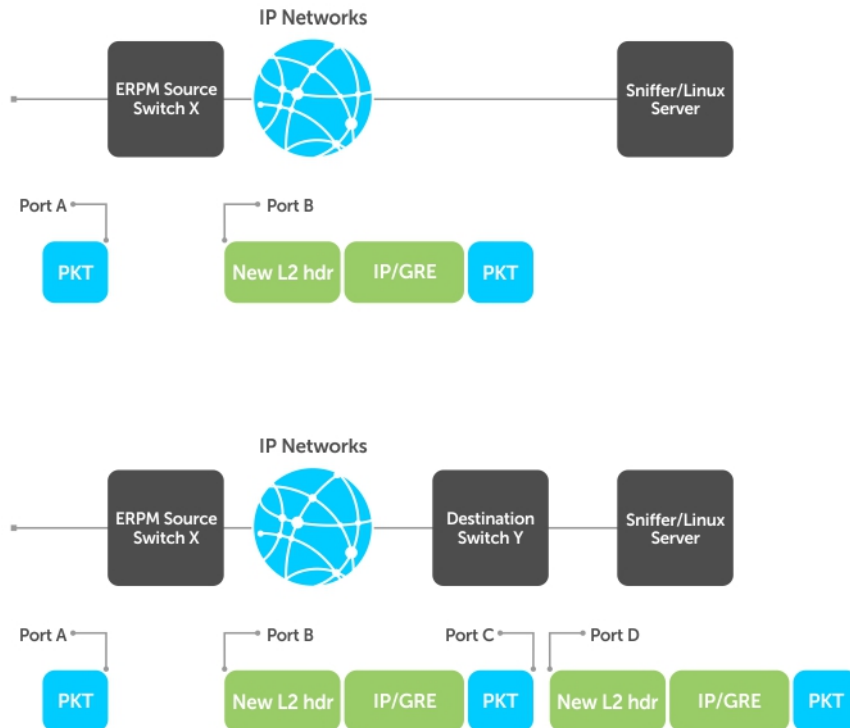 IP Networks
ERPM Source
Switch X
Sniffer/Linux
Server
Port A
Port B
PKT
New L2 hdr
IP/GRE
PKT
IP Networks
ERPM Source
Switch X
Destination
Switch Y
Sniffer/Linux
Server
Port A
Port B
Port C
Port D
PKT
New L2 hdr
IP/GRE
PKT
New L2 hdr
IP/GRE
PKT